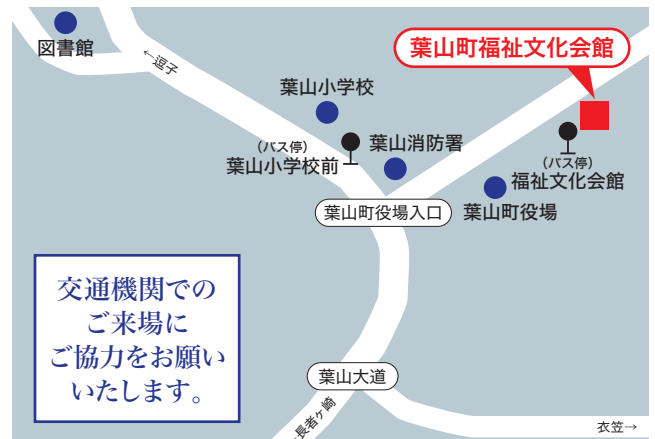 図書館
←逗子
葉山町福祉文化会館
葉山小学校
（バス停）
葉山小学校前
葉山消防署
（バス停）
福祉文化会館
葉山町役場入口
葉山町役場
交通機関での
ご来場に
ご協力をお願い
いたします。
葉山大道
長者ヶ崎
衣笠→